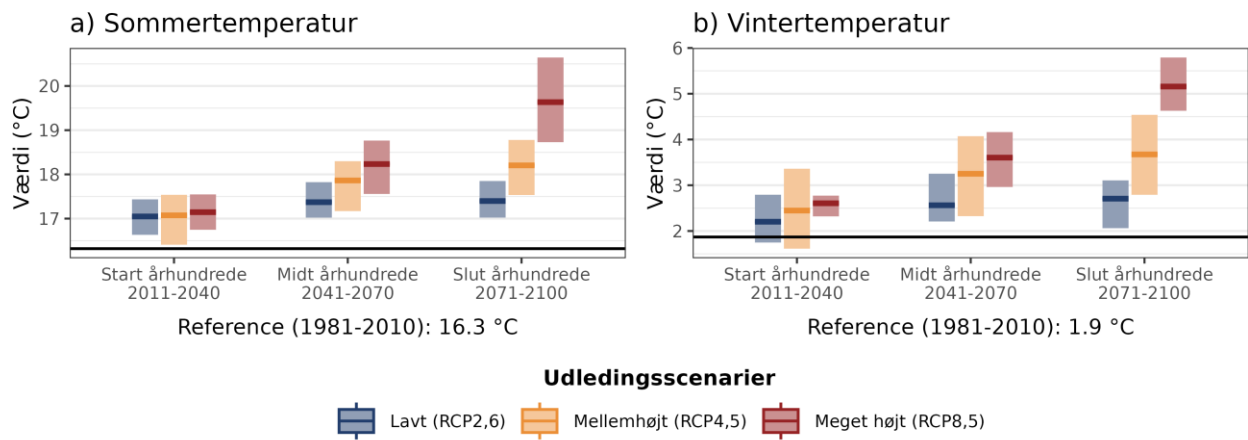 a) Sommertemperatur
Værdi (°C)
20
19
18
17
Start århundrede
2011-2040
Midt århundrede
2041-2070
Slut århundrede
2071-2100
Reference (1981-2010): 16.3 °C
b) Vintertemperatur
Værdi (°C)
6
5
4
3
2
Start århundrede
2011-2040
Midt århundrede
2041-2070
Slut århundrede
2071-2100
Reference (1981-2010): 1.9 °C
Udledingsscenarier
Lavt (RCP2,6)
Mellemhøjt (RCP4,5)
Meget højt (RCP8,5)